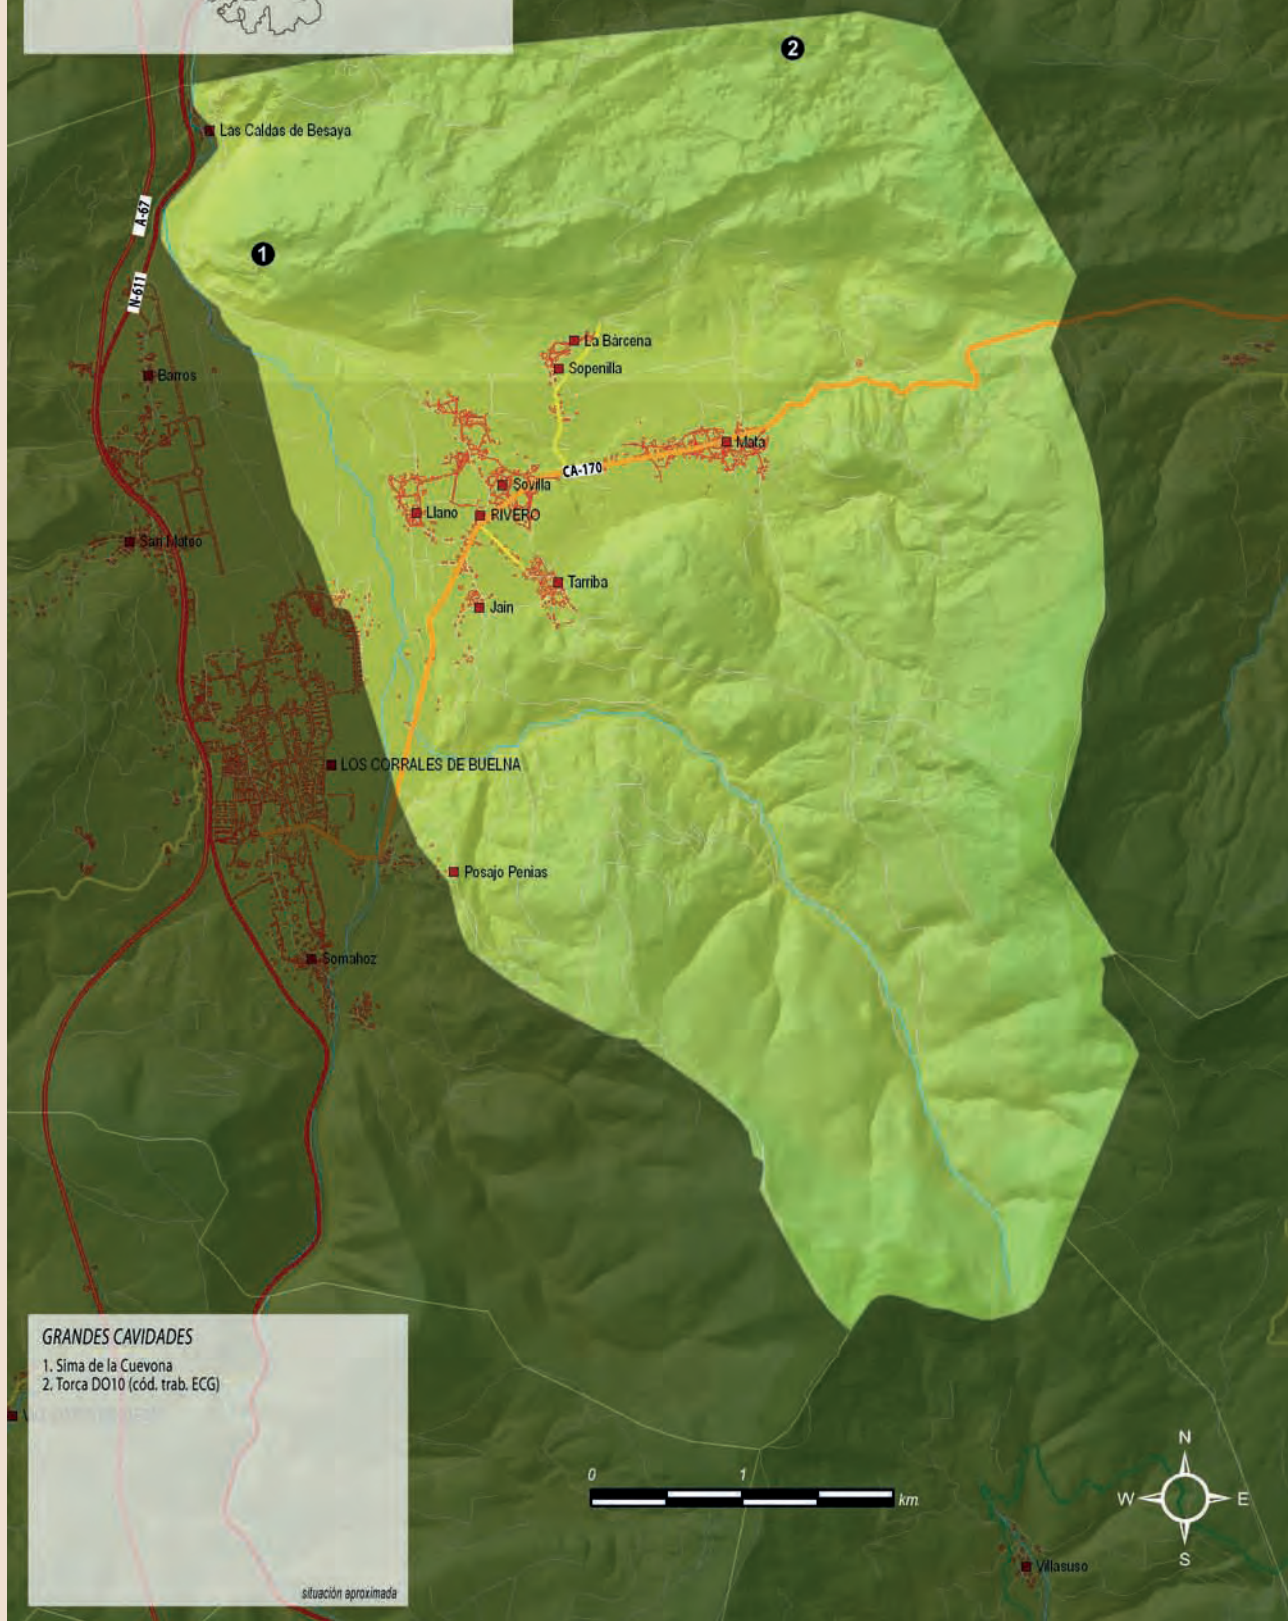 Las Caldas de Besaya
A-67
N-611
La Bárcena
Sopenilla
Barros
Mata
CA-170
Sovilla
Llano
RIVERO
San Mateo
Tarriba
Jain
LOS CORRALES DE BUELNA
Posajo Penias
Somahoz
GRANDES CAVIDADES
1. Sima de la Cuevona
2. Torca DO10 (cód. trab. ECG)
situación aproximada
0 1
km
N
W E
S
Villasuso
1
2